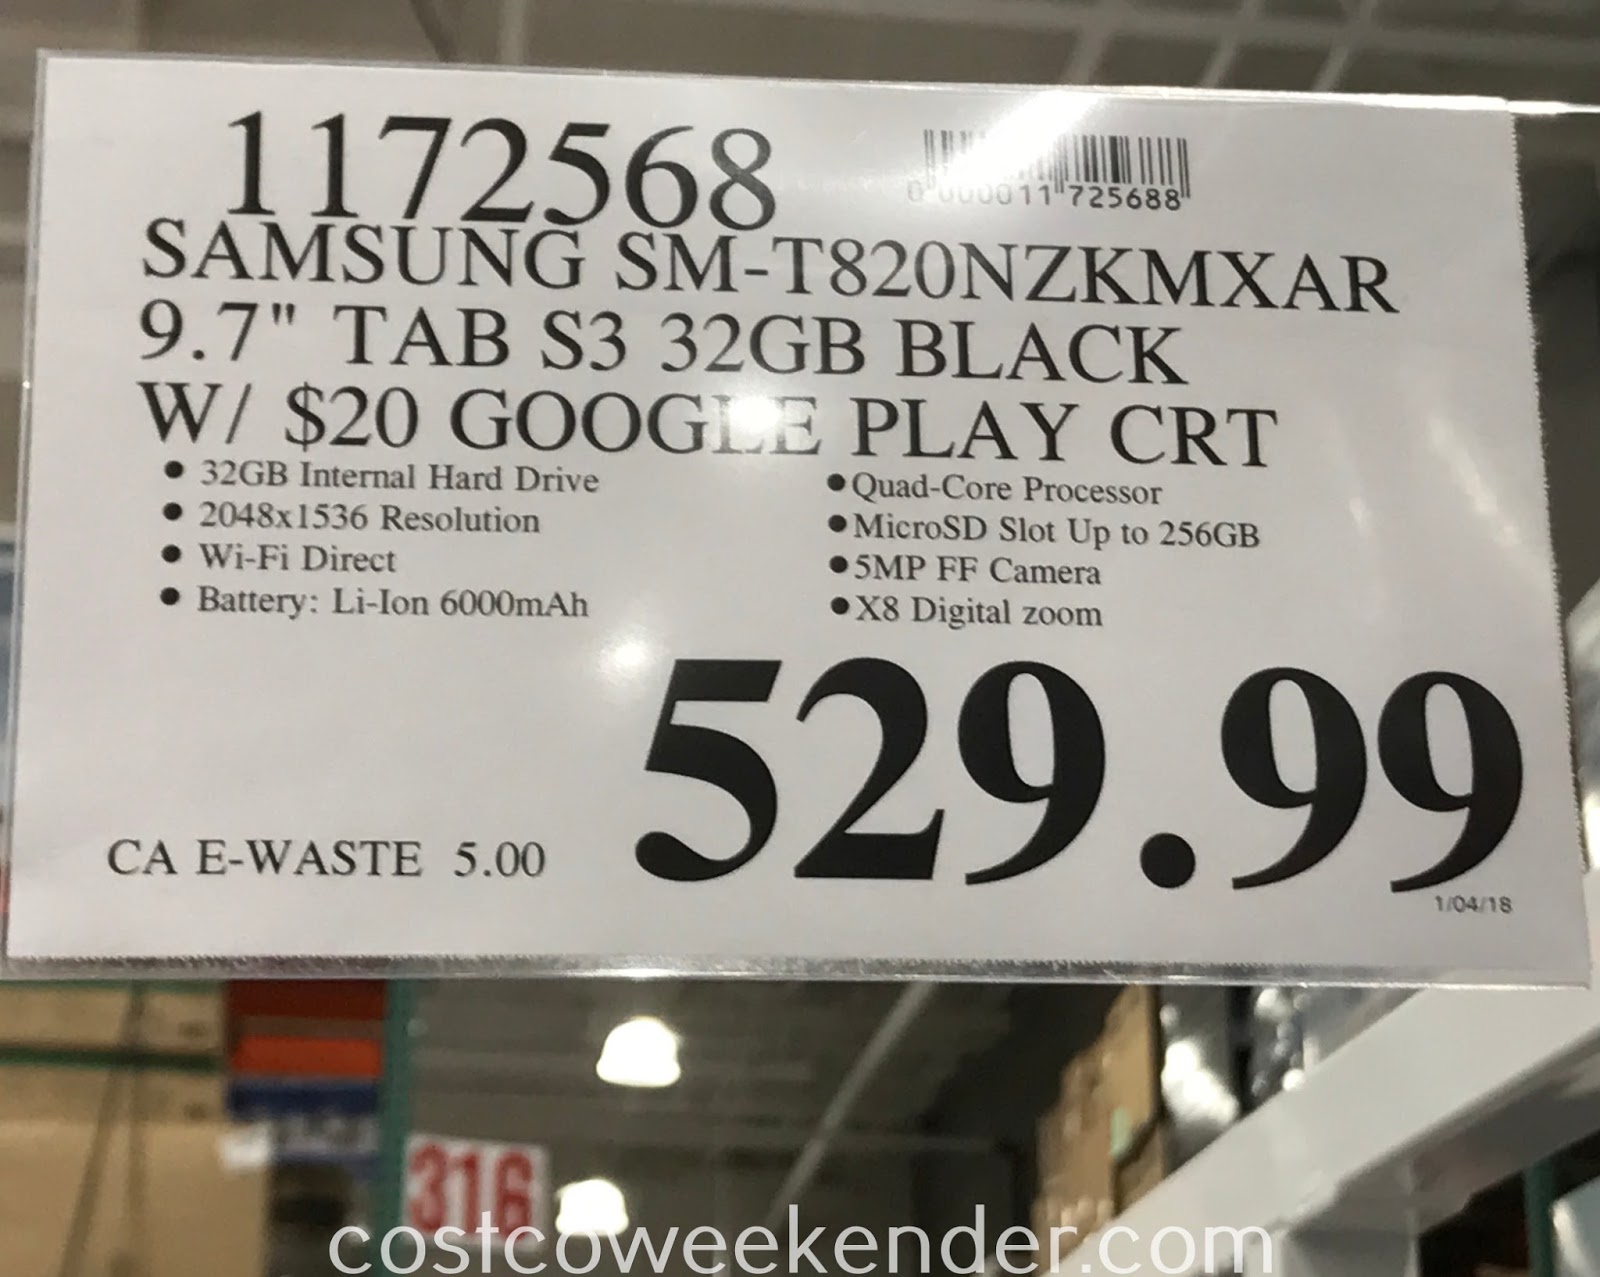 1172568
0 000011 725688
SAMSUNG SM-T820NZKMXAR
9.7" TAB S3 32GB BLACK
W/ $20 GOOGLE PLAY CRT
• 32GB Internal Hard Drive
• 2048x1536 Resolution
• Wi-Fi Direct
• Battery: Li-Ion 6000mAh
• Quad-Core Processor
• MicroSD Slot Up to 256GB
• 5MP FF Camera
• X8 Digital zoom
529.99
CA E-WASTE 5.00
1/04/18
316
costcoweekender.com